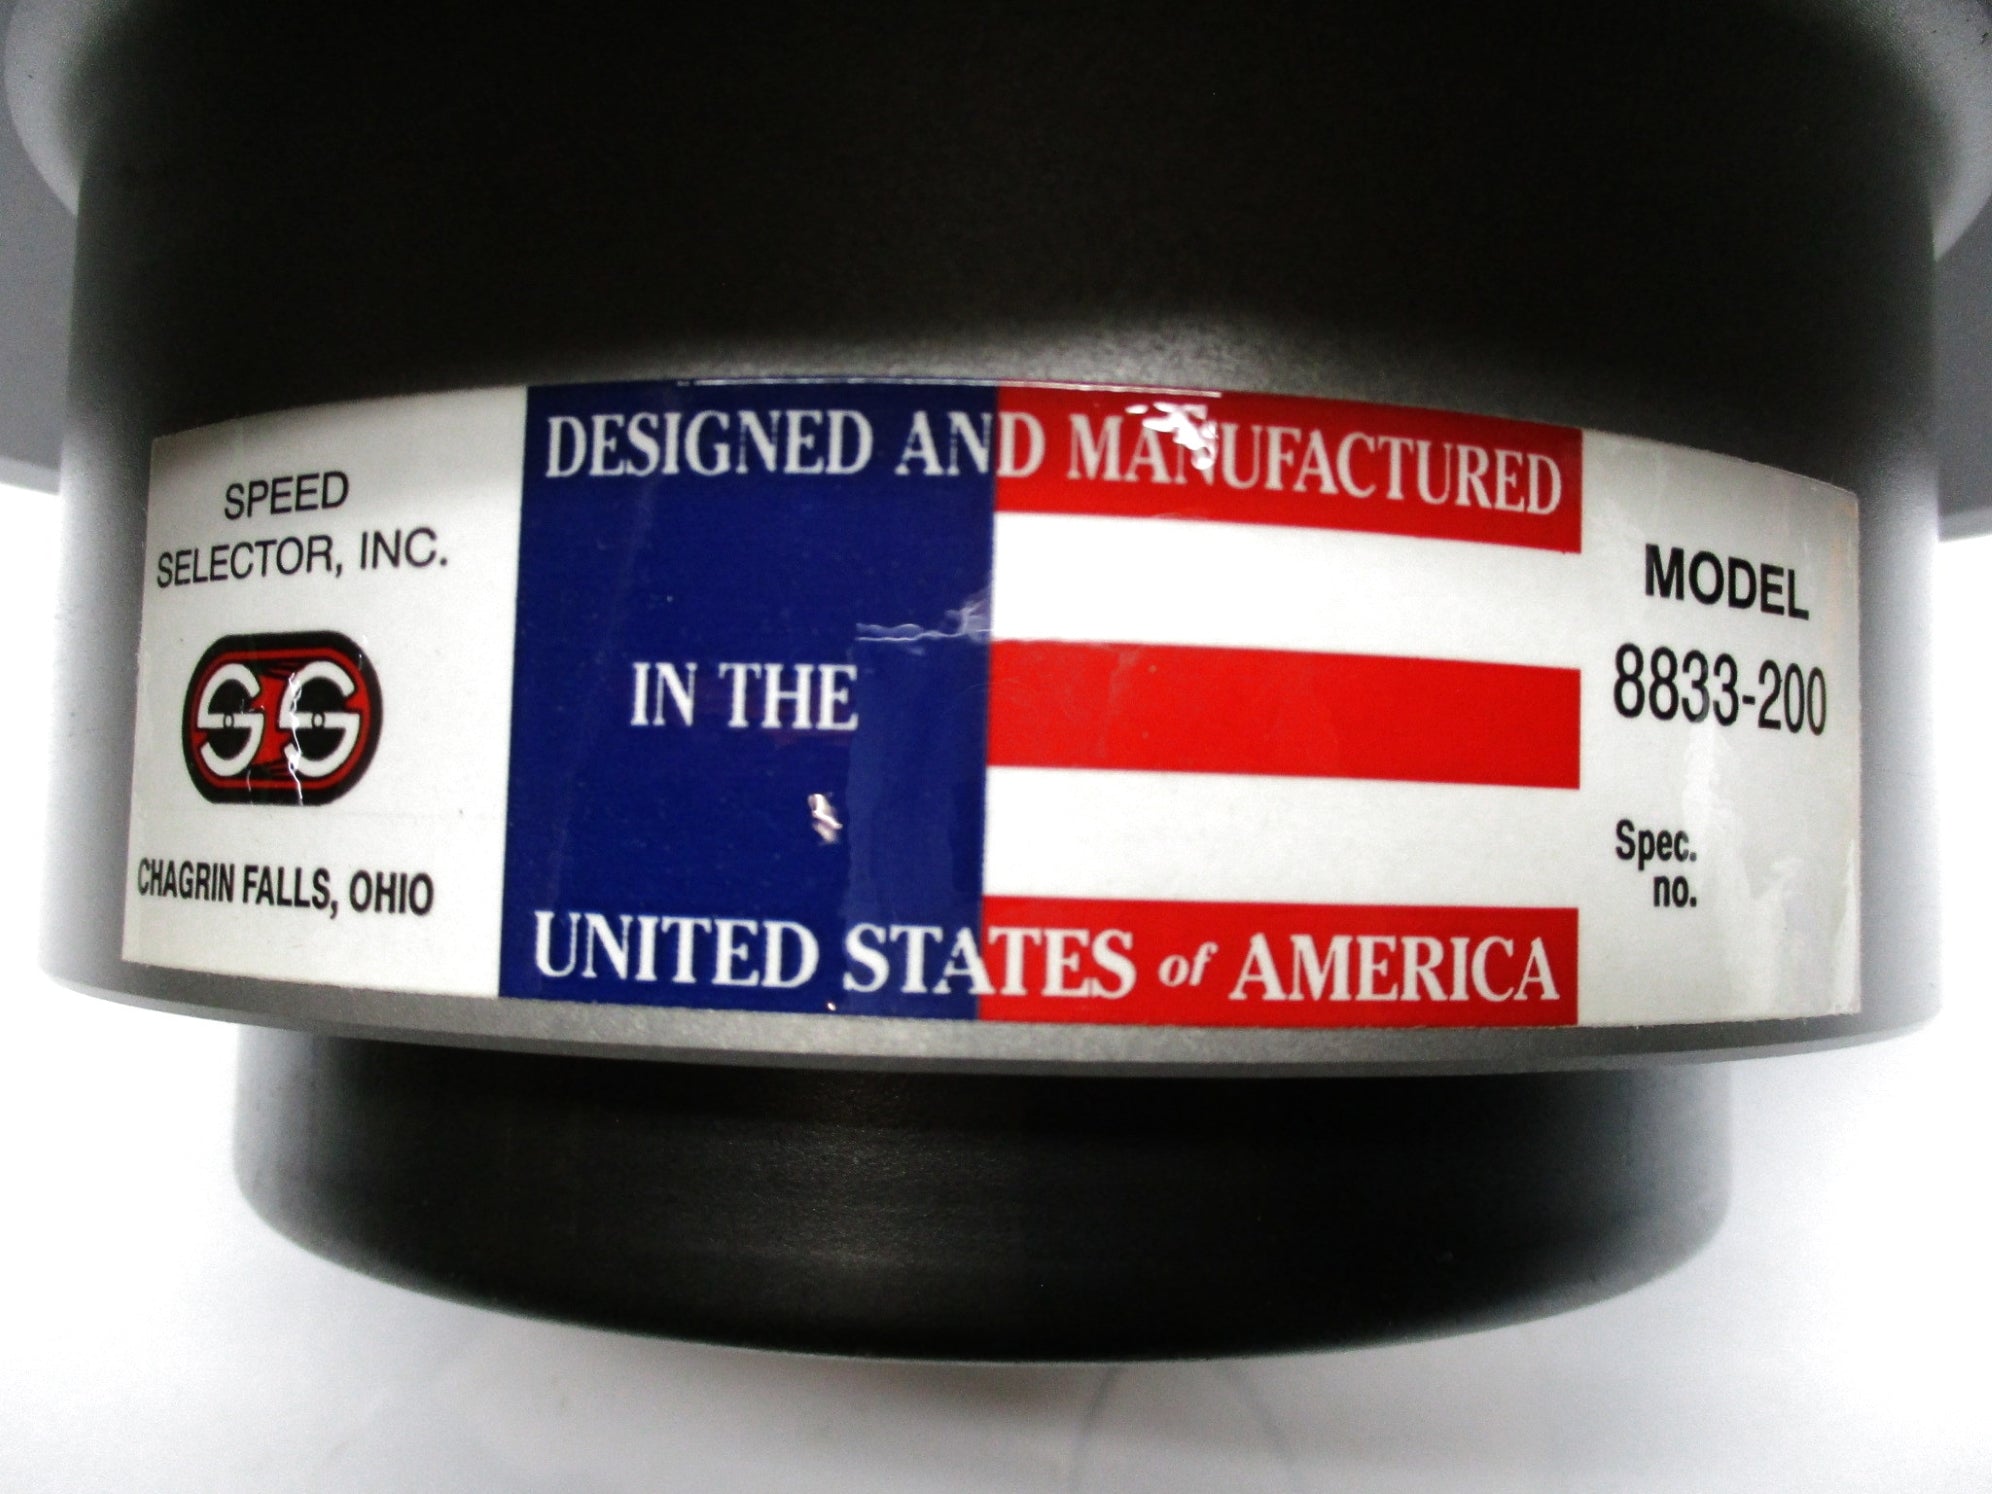 SPEED
SELECTOR, INC.
SS
CHAGRIN FALLS, OHIO
DESIGNED AND MANUFACTURED
IN THE
UNITED STATES of AMERICA
MODEL
8833-200
Spec.
no.